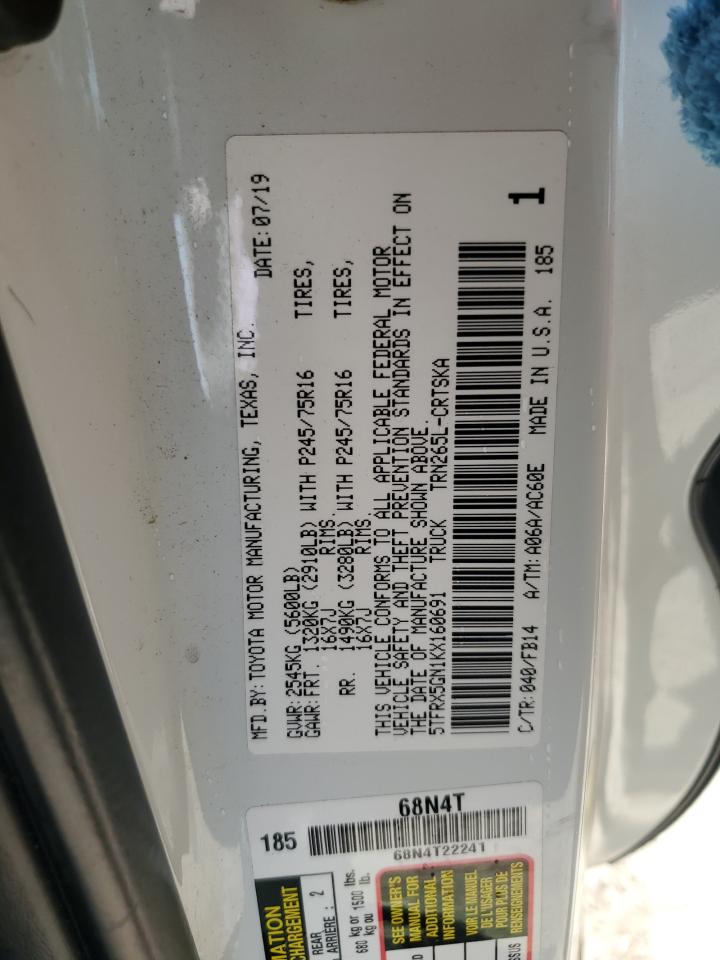 MFD.BY: TOYOTA MOTOR MANUFACTURING, TEXAS, INC. DATE: 07/19
GVWR: 2545KG (5600LB)
GAWR: FRT. 1320KG (2910LB) WITH P245/75R16 TIRES,
16X7J RIMS.
RR. 1490KG (3280LB) WITH P245/75R16 TIRES,
16X7J RIMS.
THIS VEHICLE CONFORMS TO ALL APPLICABLE FEDERAL MOTOR
VEHICLE SAFETY AND THEFT PREVENTION STANDARDS IN EFFECT ON
THE DATE OF MANUFACTURE SHOWN ABOVE.
5TFRX5GN1KX160691 TRUCK TRN265L-CRTSKA
C/TR: 040/FB14 A/TM: A06A/AC60E MADE IN U.S.A. 185
1
68N4T
185
68N4T22241
REAR
ARRIÈRE : 2
kg or 1500 lbs.
680 kg ou lb.
SEE OWNER'S
MANUAL FOR
ADDITIONAL
INFORMATION
VOIR LE MANUEL
DE L'USAGER
POUR PLUS DE
RENSEIGNEMENTS